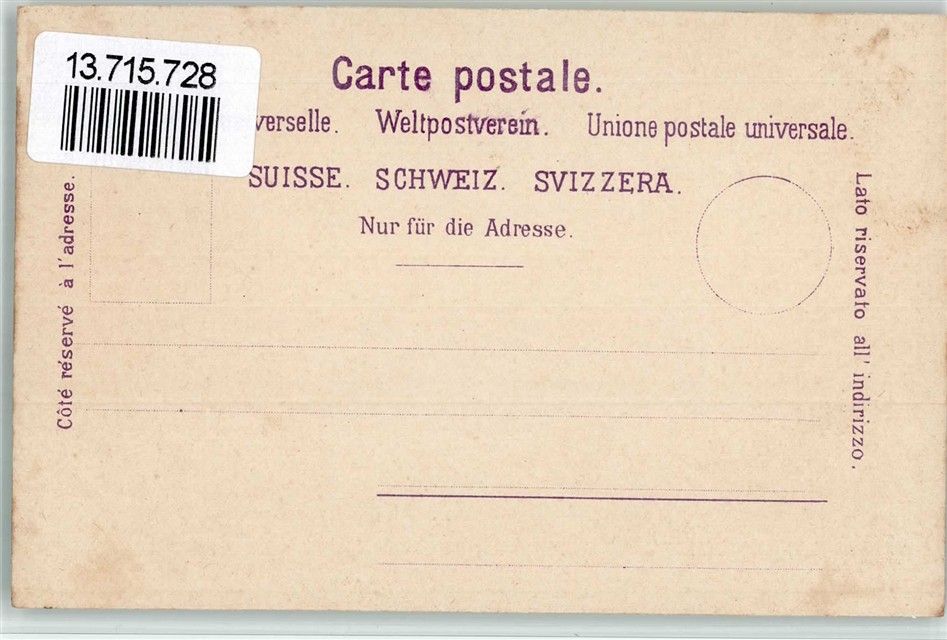 13.715.728
Carte postale.
verselle. Weltpostverein. Unione postale universale.
SUISSE. SCHWEIZ. SVIZZERA.
Nur für die Adresse.
Côté réservé à l'adresse.
Lato riservato all' indirizzo.